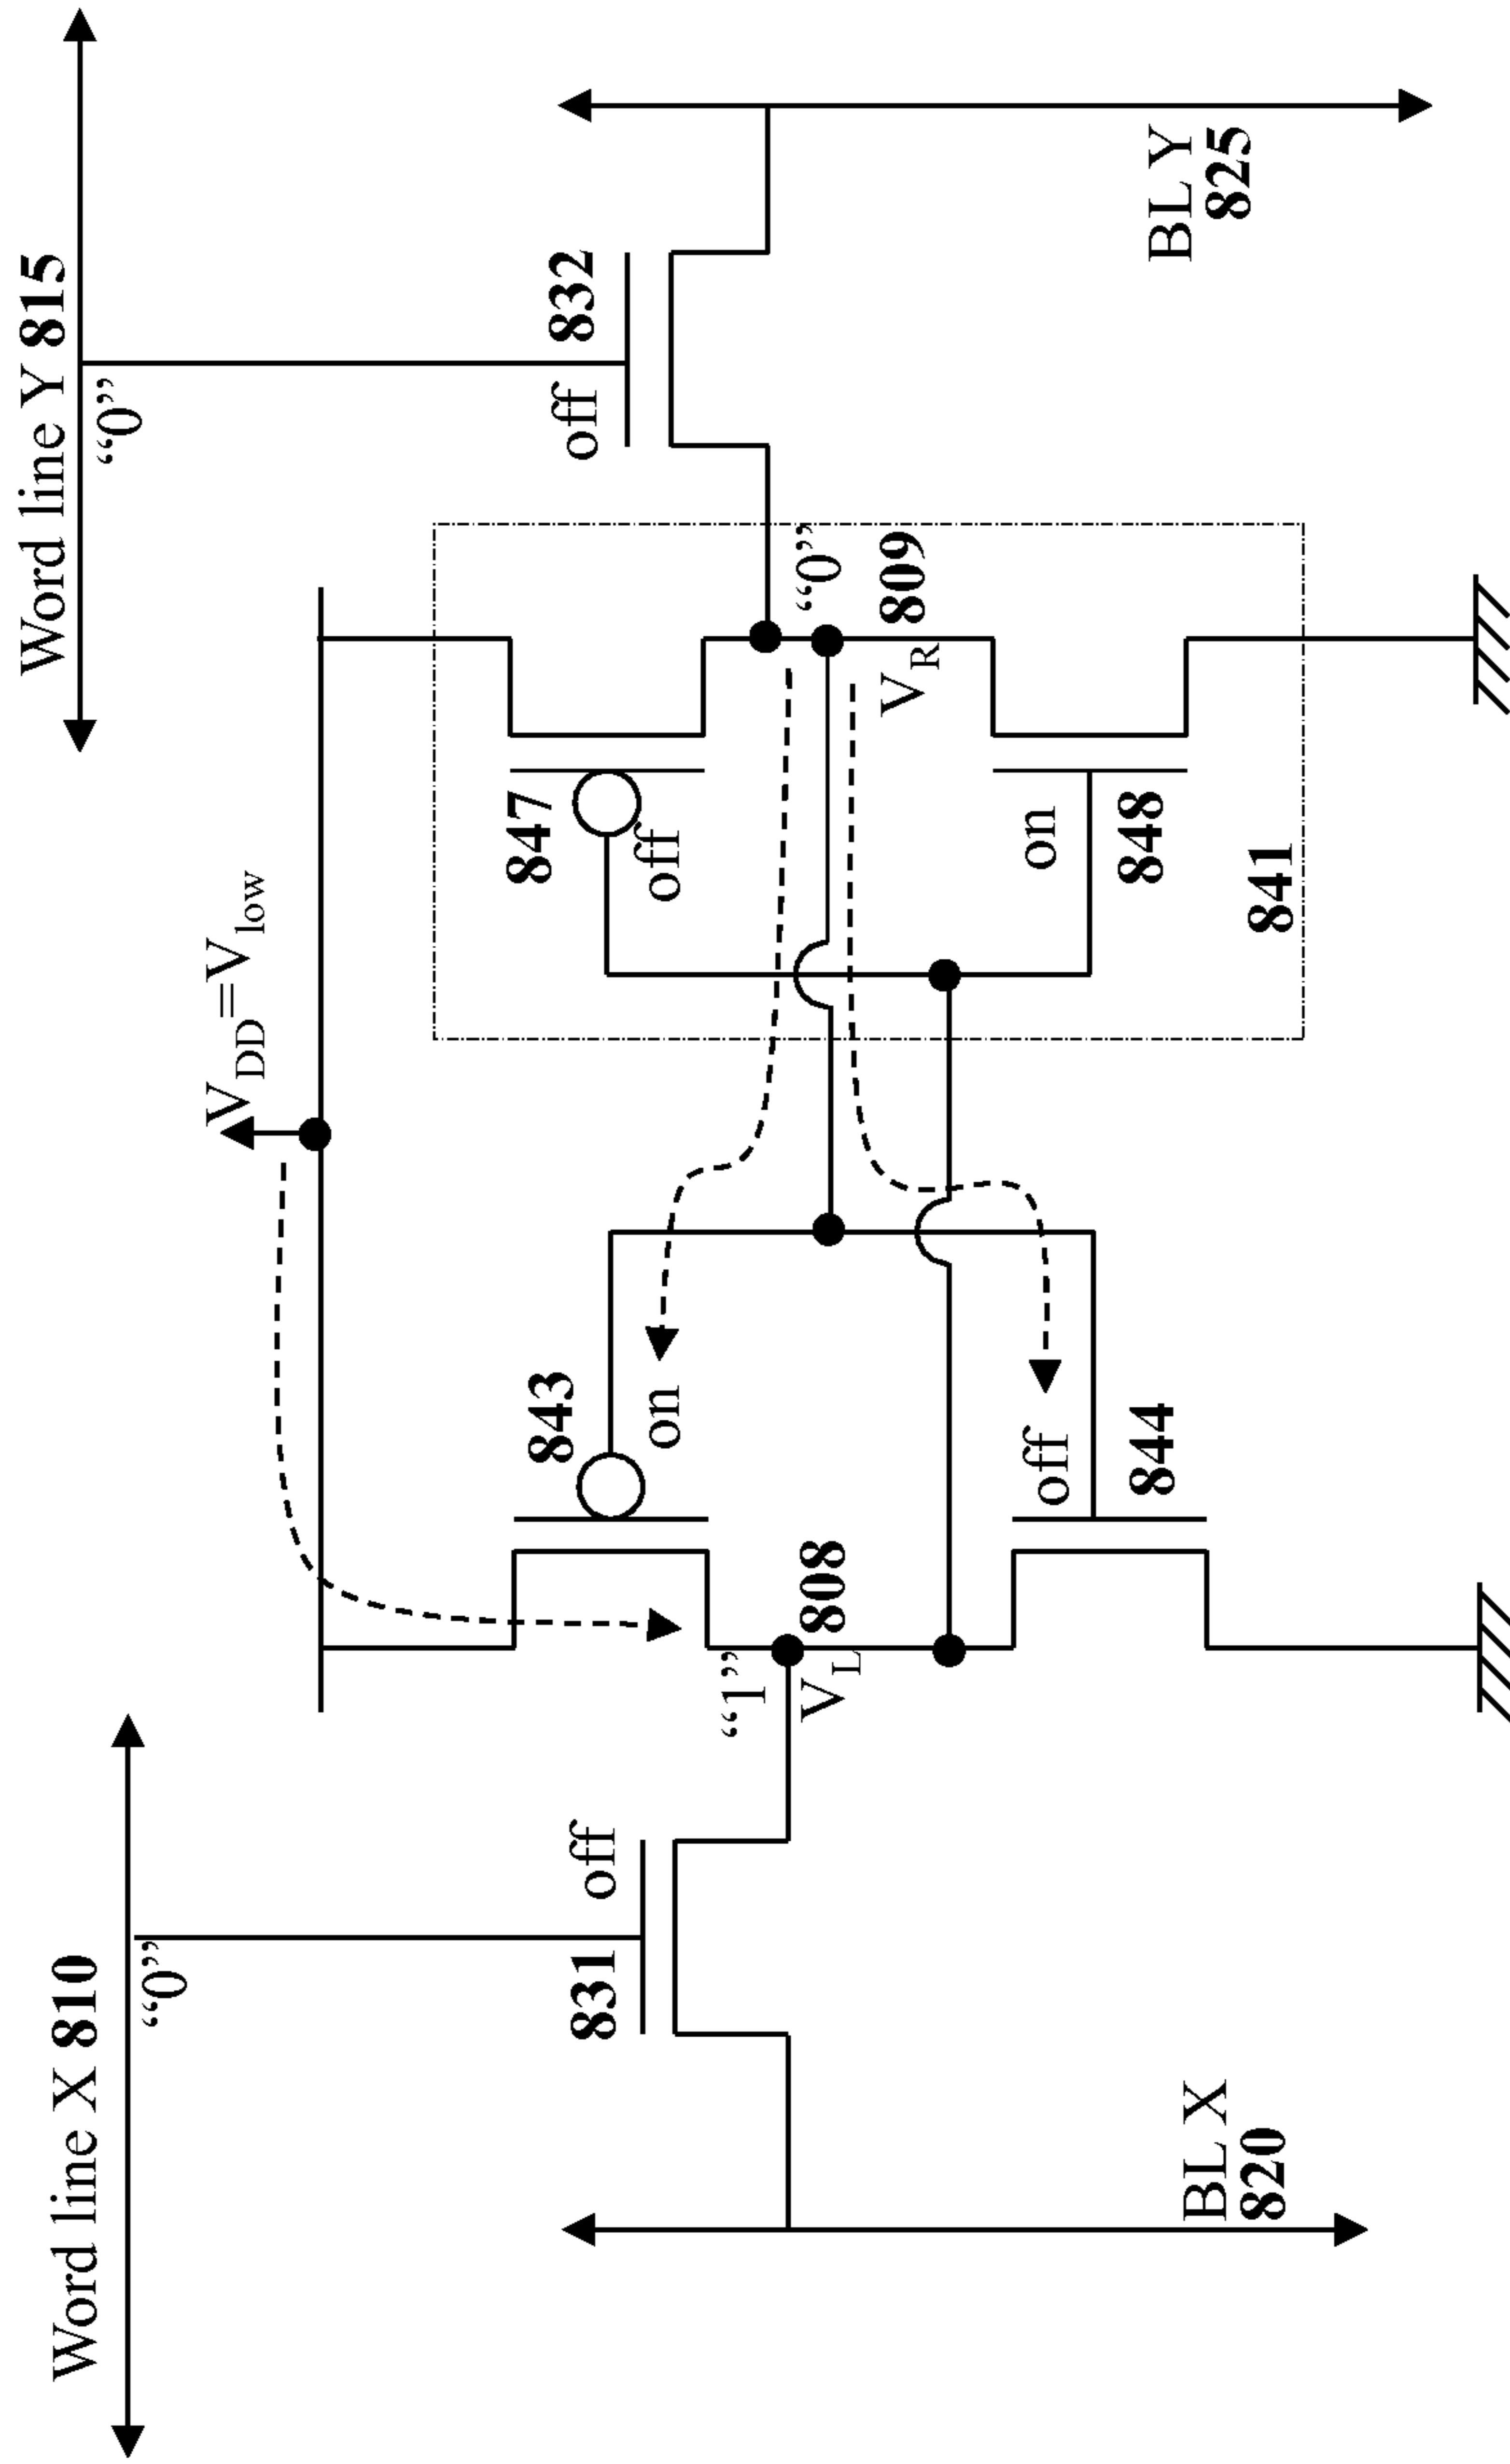 Word line X 810
“0”
Word line Y 815
“0”
V_DD=V_low
831 off
off 832
843
on
847
off
“1”
V_L 808
“0”
V_R 809
off
844
on
848
841
BL X
820
BL Y
825